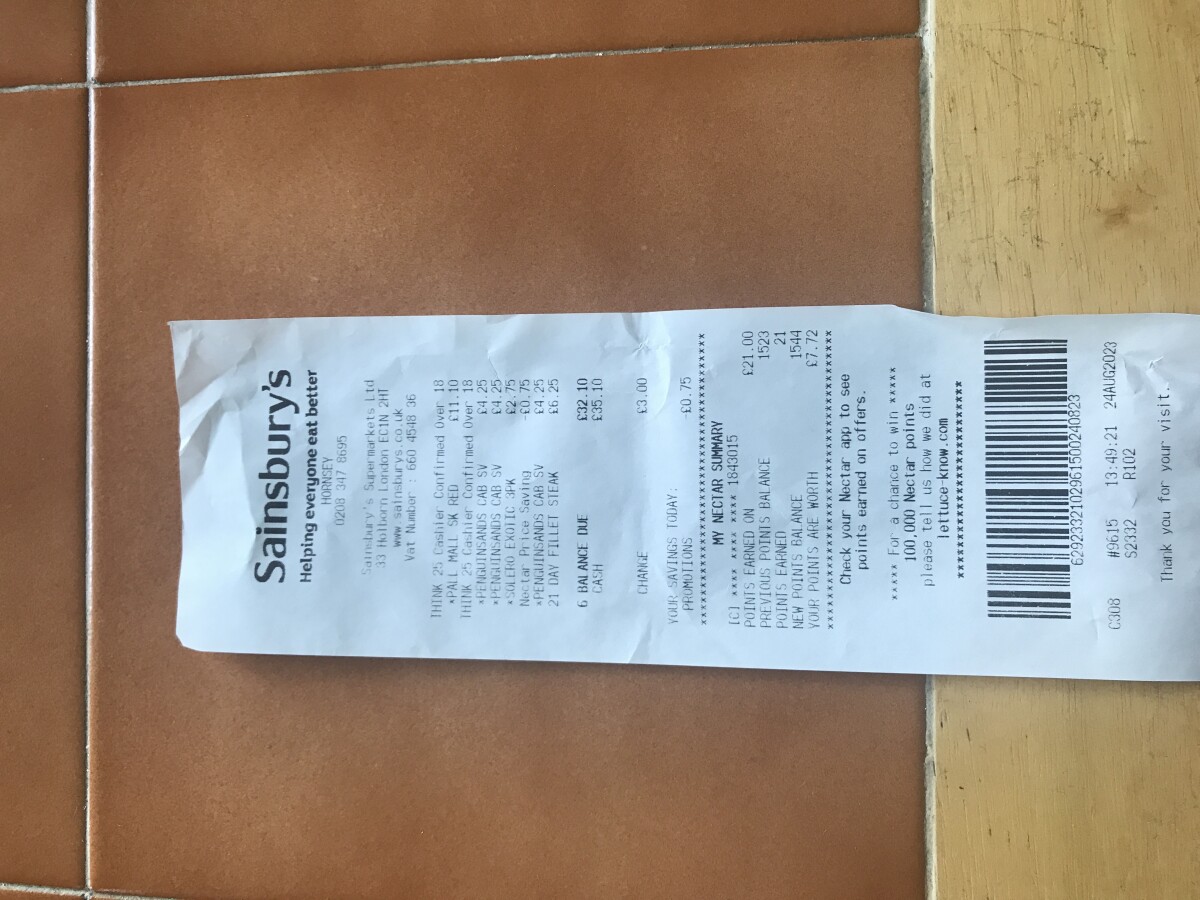 Sainsbury's
Helping everyone eat better
HORNSEY
0208 347 8695
Sainsbury's Supermarkets Ltd
33 Holborn London EC1N 2HT
www.sainsburys.co.uk
Vat Number : 660 4548 36
THINK 25 Cashier Confirmed Over 18
*PALL MALL SK RED £11.10
THINK 25 Cashier Confirmed Over 18
*PENGUINSANDS CAB SV £4.25
*PENGUINSANDS CAB SV £4.25
*SOLERO EXOTIC 3PK £2.75
Nectar Price Saving -£0.75
*PENGUINSANDS CAB SV £4.25
21 DAY FILLET STEAK £6.25
6 BALANCE DUE £32.10
CASH £35.10
CHANGE £3.00
YOUR SAVINGS TODAY:
PROMOTIONS -£0.75
************************************
MY NECTAR SUMMARY
[C] **** **** **** 1843015
POINTS EARNED ON £21.00
PREVIOUS POINTS BALANCE 1523
POINTS EARNED 21
NEW POINTS BALANCE 1544
YOUR POINTS ARE WORTH £7.72
************************************
Check your Nectar app to see
points earned on offers.
***** For a chance to win *****
100,000 Nectar points
please tell us how we did at
lettuce-know.com
************************
6292332102961500240823
C308 #9615 13:49:21 24AUG2023
S2332 R102
Thank you for your visit.